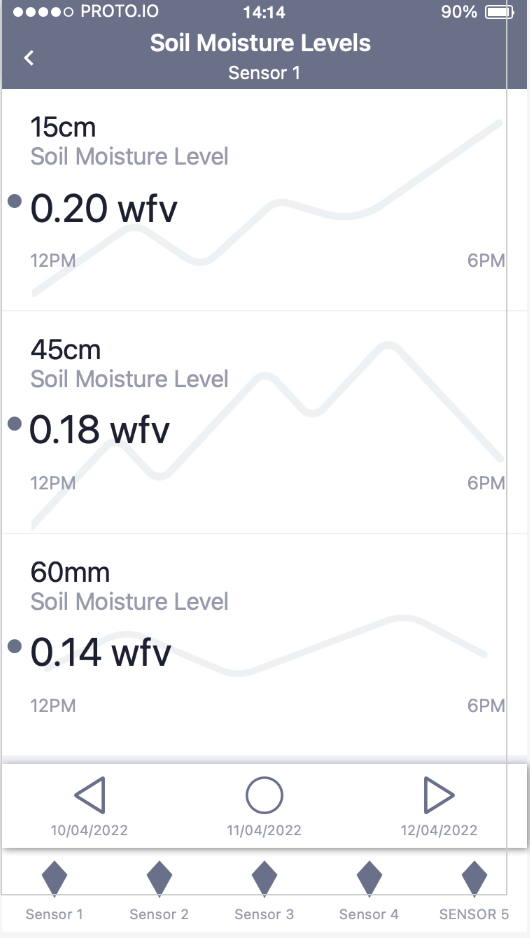 PROTO.IO 14:14 90%
Soil Moisture Levels
Sensor 1
15cm
Soil Moisture Level
0.20 wfv
12PM 6PM
45cm
Soil Moisture Level
0.18 wfv
12PM 6PM
60mm
Soil Moisture Level
0.14 wfv
12PM 6PM
10/04/2022 11/04/2022 12/04/2022
Sensor 1 Sensor 2 Sensor 3 Sensor 4 SENSOR 5